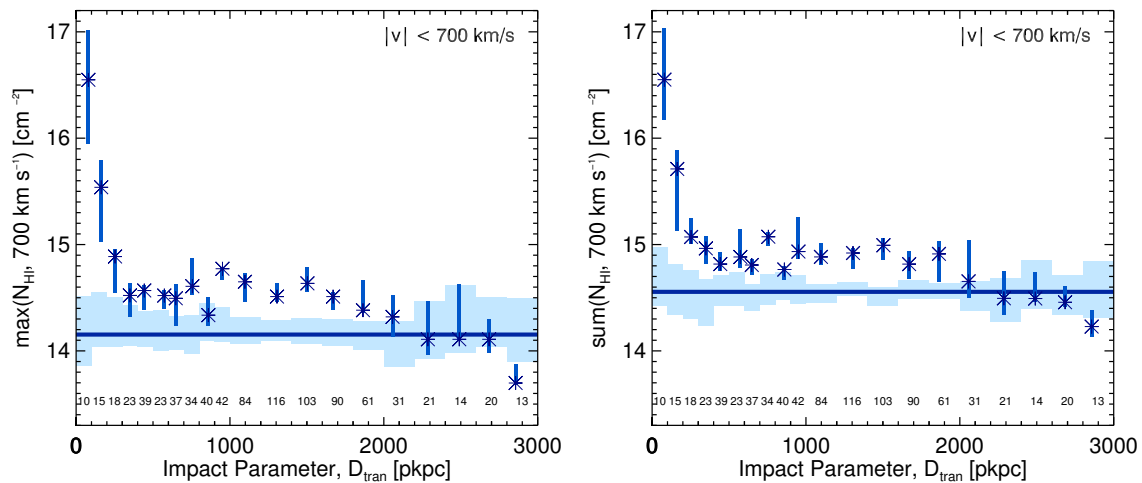 |v| < 700 km/s
max(N_HI, 700 km s⁻¹) [cm⁻²]
17
16
15
14
10 15 18 23 39 23 37 34 40 42 84 116 103 90 61 31 21 14 20 13
0 1000 2000 3000
Impact Parameter, D_tran [pkpc]
|v| < 700 km/s
sum(N_HI, 700 km s⁻¹) [cm⁻²]
17
16
15
14
10 15 18 23 39 23 37 34 40 42 84 116 103 90 61 31 21 14 20 13
0 1000 2000 3000
Impact Parameter, D_tran [pkpc]